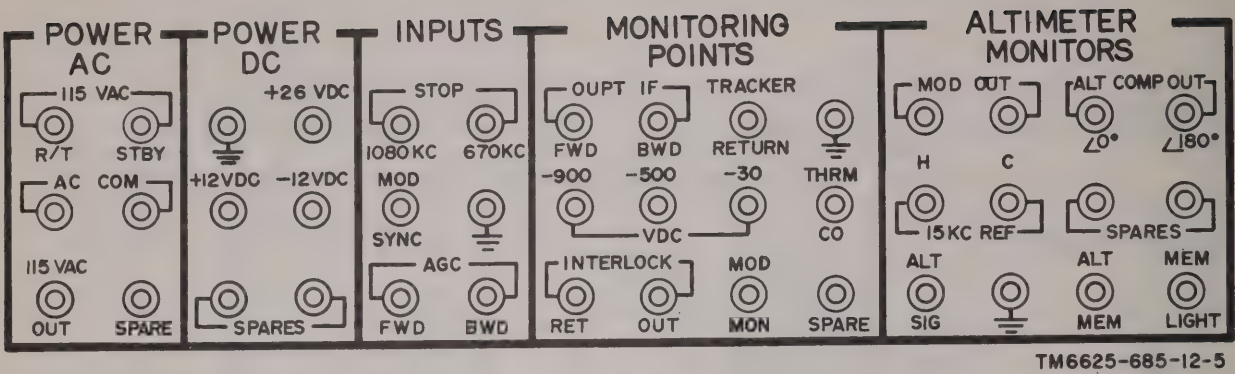 POWER AC
115 VAC
R/T STBY
AC COM
115 VAC
OUT SPARE
POWER DC
+26 VDC
+12VDC -12VDC
SPARES
INPUTS
STOP
1080KC 670KC
MOD
SYNC
AGC
FWD BWD
MONITORING
POINTS
OUPT IF TRACKER
FWD BWD RETURN
-900 -500 -30 THRM
VDC CO
INTERLOCK MOD
RET OUT MON SPARE
ALTIMETER
MONITORS
MOD OUT ALT COMP OUT
∠0° ∠180°
H C
15KC REF SPARES
ALT ALT MEM
SIG MEM LIGHT
TM6625-685-12-5